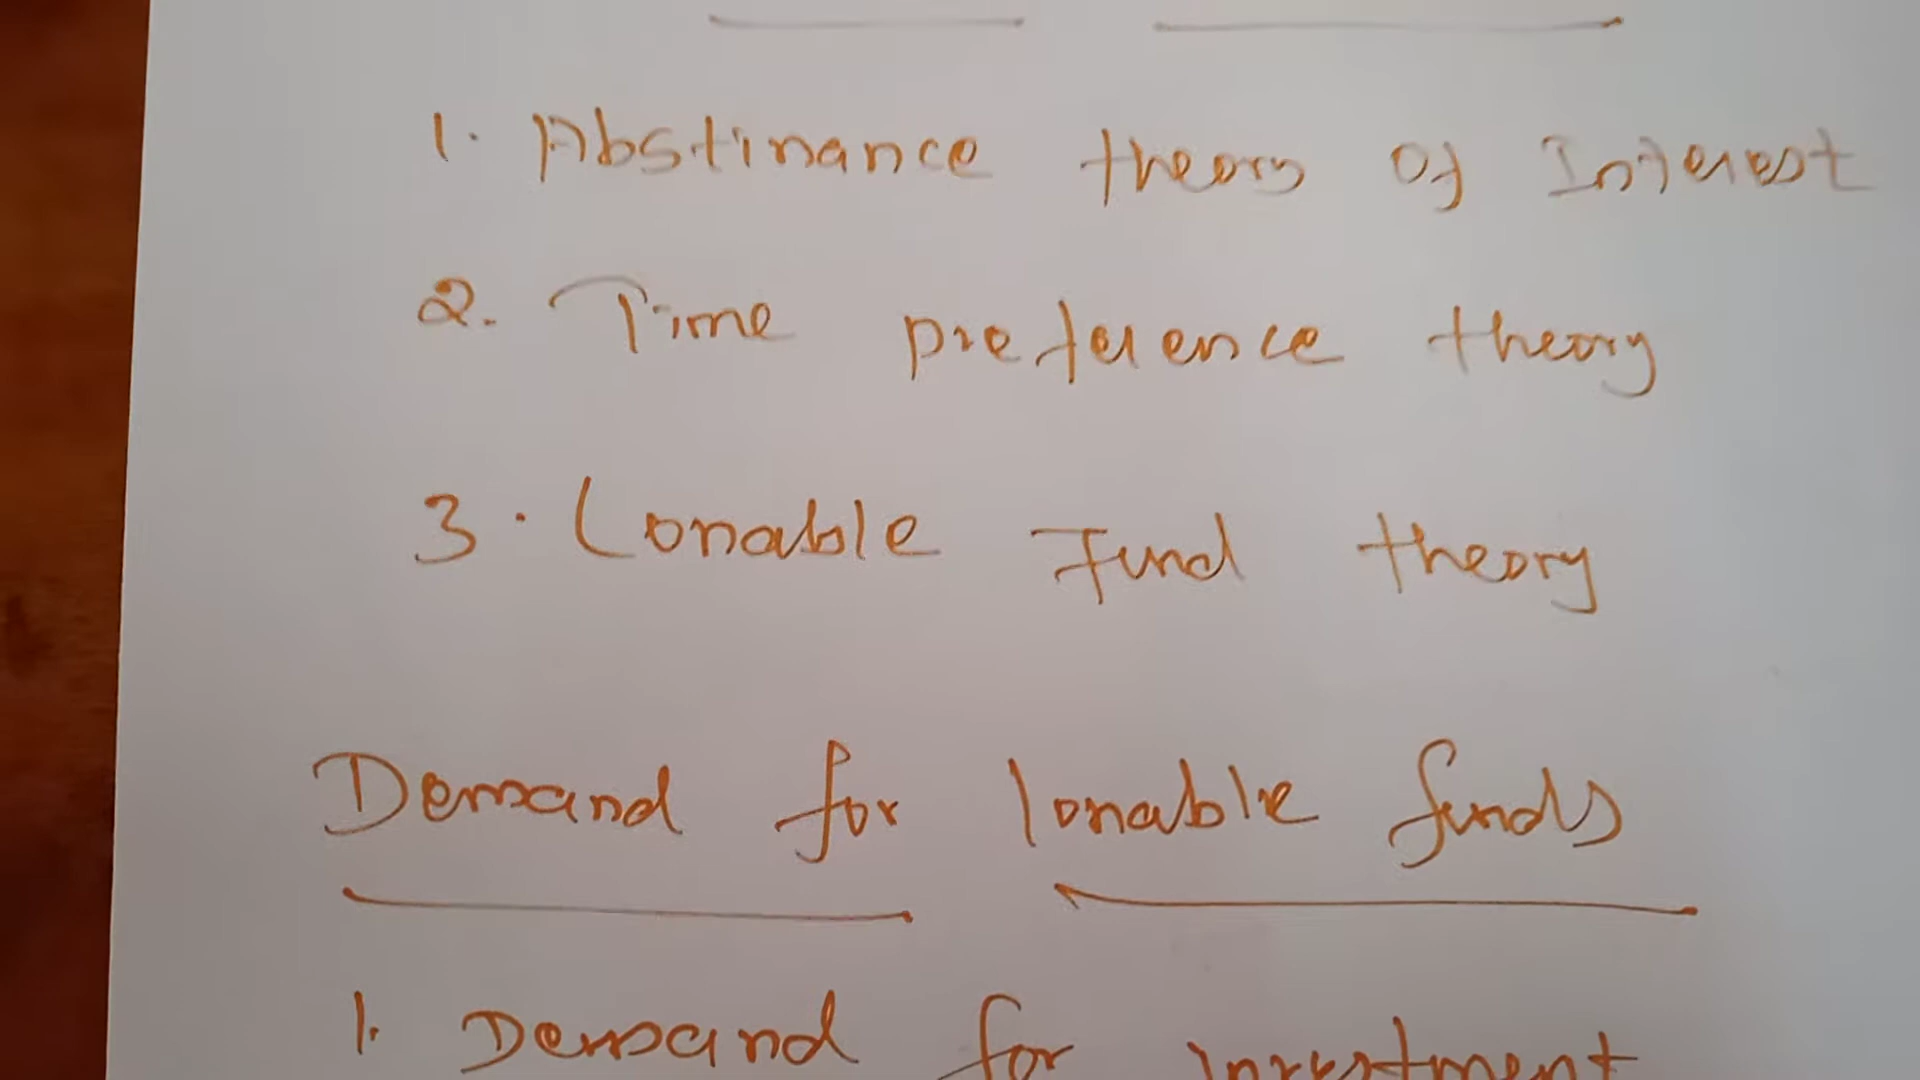 1. Abstinance theory of Interest
2. Time preference theory
3. Lonable Fund theory
Demand for lonable funds
1. Demand for investment